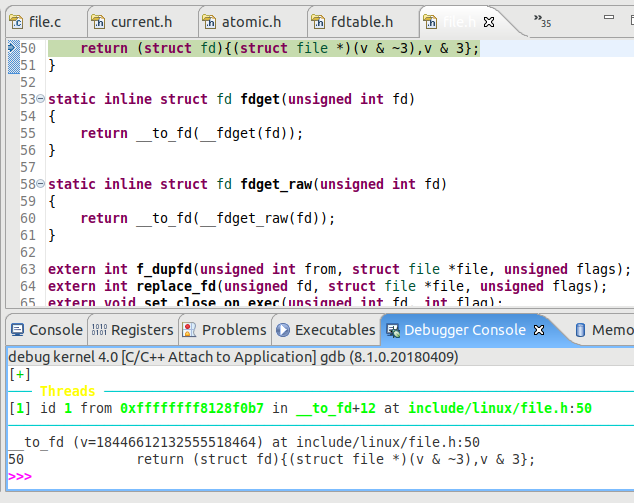 file.c current.h atomic.h fdtable.h file.h »35
50 return (struct fd){(struct file *)(v & ~3),v & 3};
51 }
52
53 static inline struct fd fdget(unsigned int fd)
54 {
55 return __to_fd(__fdget(fd));
56 }
57
58 static inline struct fd fdget_raw(unsigned int fd)
59 {
60 return __to_fd(__fdget_raw(fd));
61 }
62
63 extern int f_dupfd(unsigned int from, struct file *file, unsigned flags);
64 extern int replace_fd(unsigned fd, struct file *file, unsigned flags);
65 extern void set_close_on_exec(unsigned int fd, int flag);
Console Registers Problems Executables Debugger Console Memo
debug kernel 4.0 [C/C++ Attach to Application] gdb (8.1.0.20180409)
[+]
Threads
[1] id 1 from 0xffffffff8128f0b7 in __to_fd+12 at include/linux/file.h:50
__to_fd (v=18446612132555518464) at include/linux/file.h:50
50 return (struct fd){(struct file *)(v & ~3),v & 3};
>>>